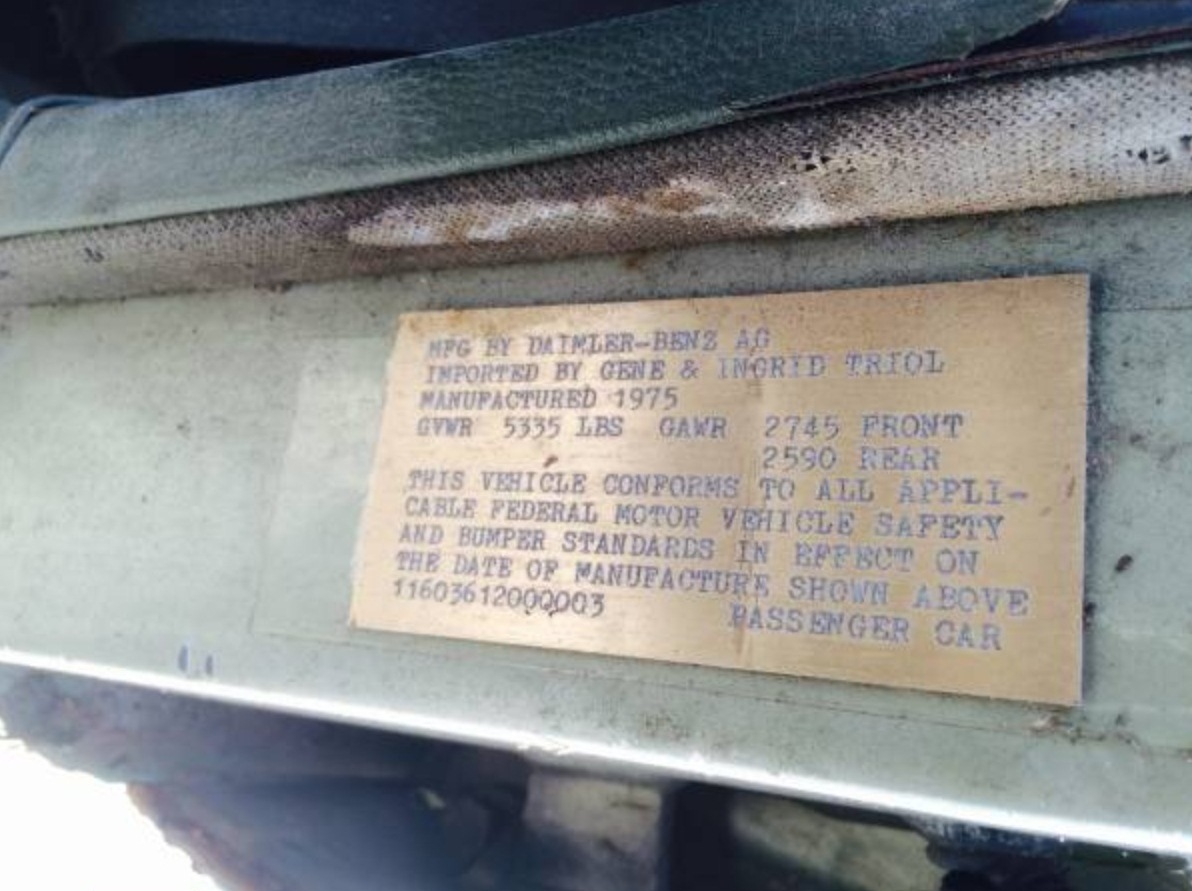 MFG BY DAIMLER-BENZ AG
IMPORTED BY GENE & INGRID TRIOL
MANUFACTURED 1975
GVWR 5335 LBS GAWR 2745 FRONT
2590 REAR
THIS VEHICLE CONFORMS TO ALL APPLI-
CABLE FEDERAL MOTOR VEHICLE SAFETY
AND BUMPER STANDARDS IN EFFECT ON
THE DATE OF MANUFACTURE SHOWN ABOVE
11603612000003 PASSENGER CAR